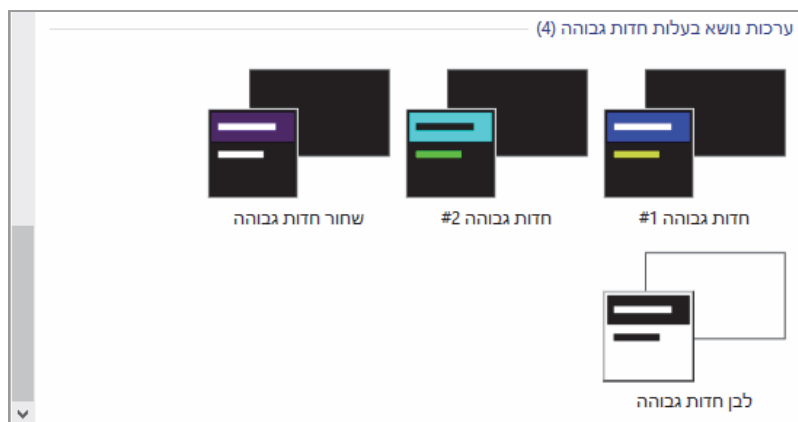 ערכות נושא בעלות חדות גבוהה (4)
חדות גבוהה 1#
חדות גבוהה 2#
שחור חדות גבוהה
לבן חדות גבוהה